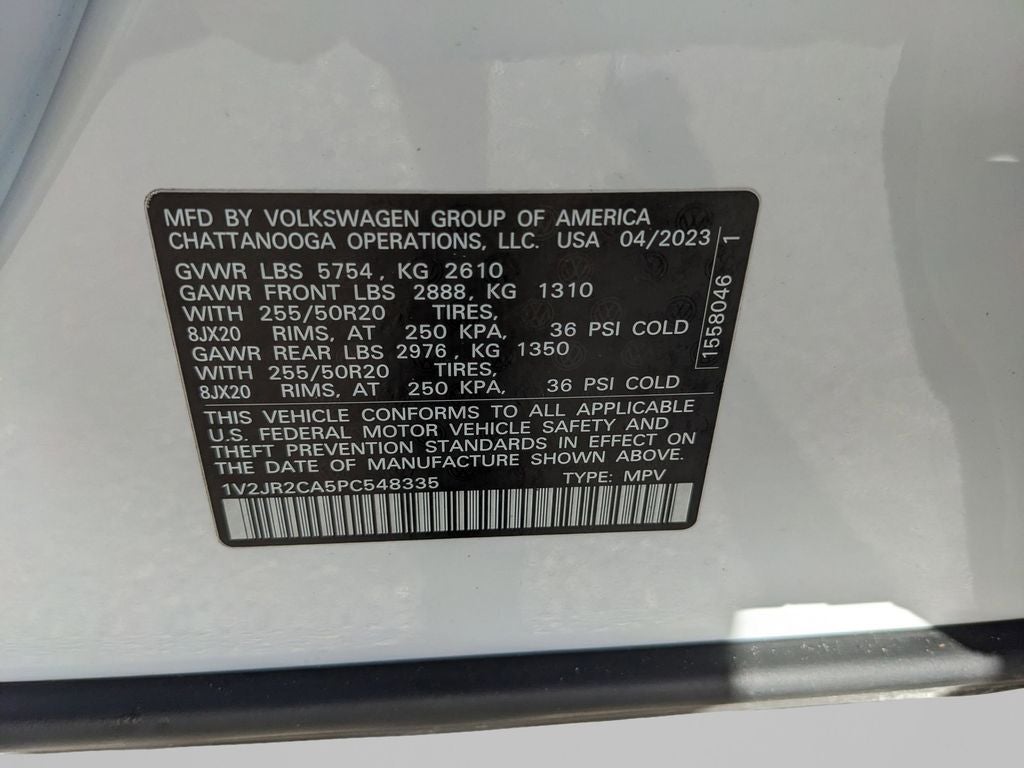 MFD BY VOLKSWAGEN GROUP OF AMERICA
CHATTANOOGA OPERATIONS, LLC. USA 04/2023
GVWR LBS 5754, KG 2610
GAWR FRONT LBS 2888, KG 1310
WITH 255/50R20 TIRES,
8JX20 RIMS, AT 250 KPA, 36 PSI COLD
GAWR REAR LBS 2976, KG 1350
WITH 255/50R20 TIRES,
8JX20 RIMS, AT 250 KPA, 36 PSI COLD
THIS VEHICLE CONFORMS TO ALL APPLICABLE
U.S. FEDERAL MOTOR VEHICLE SAFETY AND
THEFT PREVENTION STANDARDS IN EFFECT ON
THE DATE OF MANUFACTURE SHOWN ABOVE.
1V2JR2CA5PC548335 TYPE: MPV
1558046 1